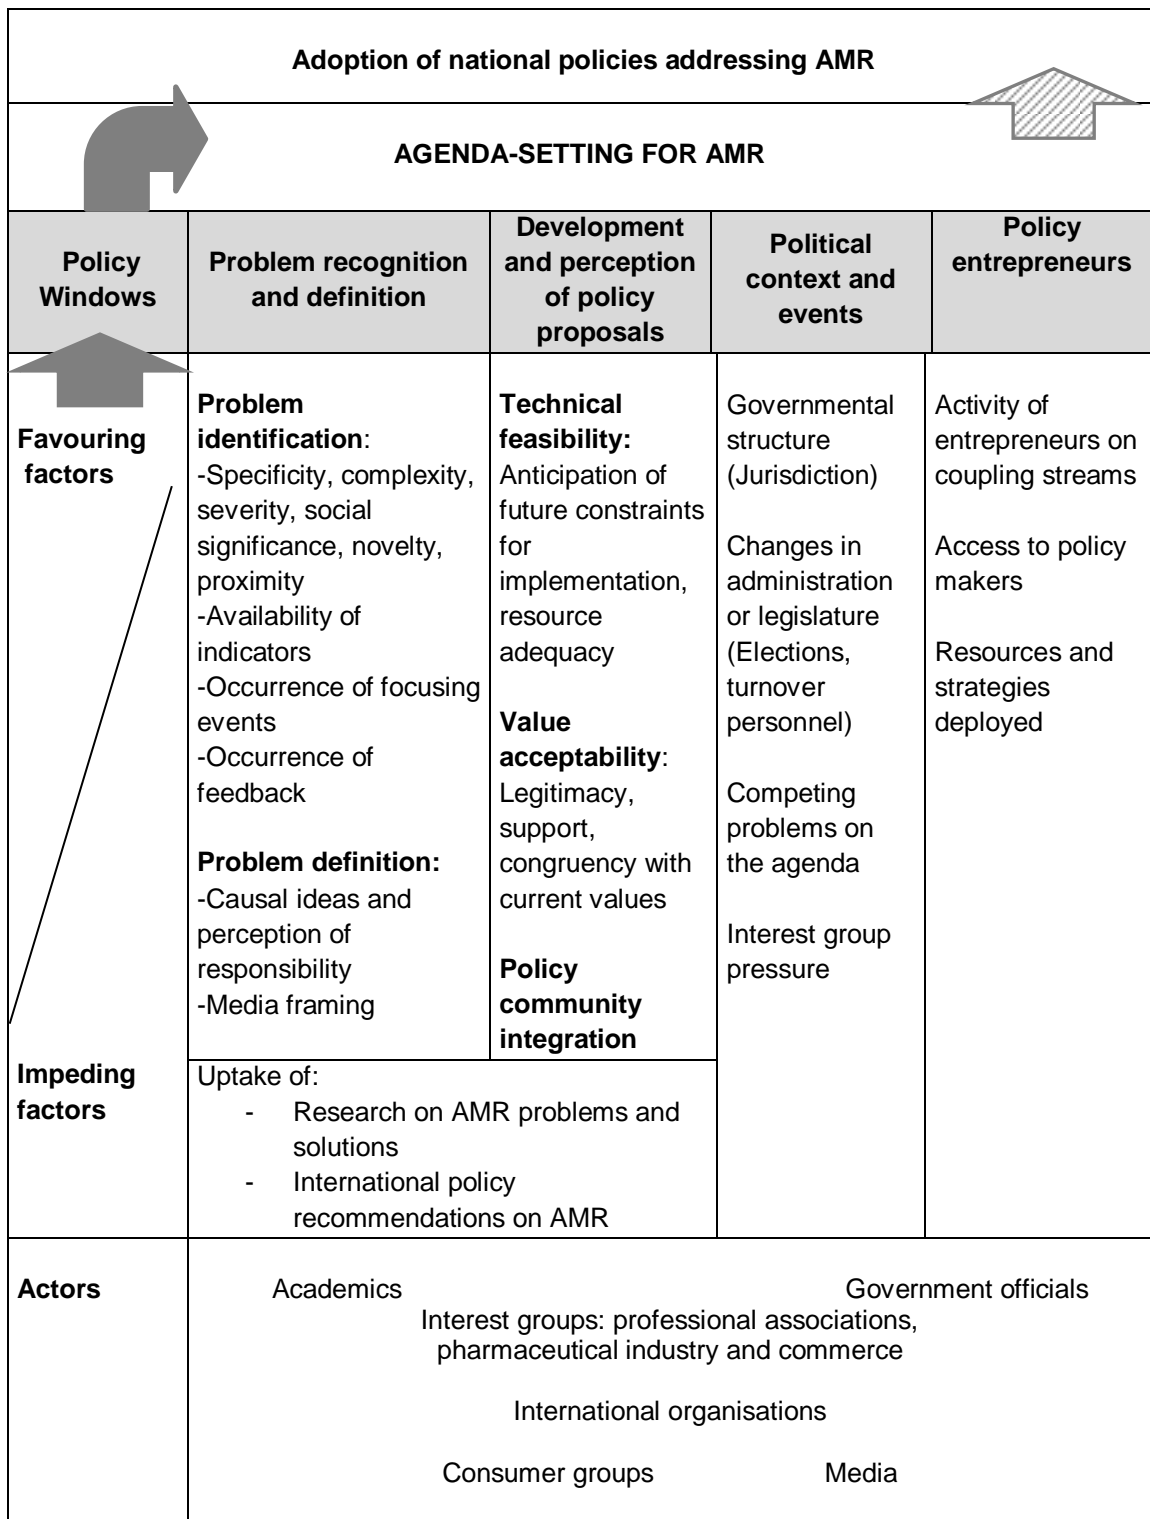 Adoption of national policies addressing AMR
AGENDA-SETTING FOR AMR
Policy
Windows
Problem recognition
and definition
Development
and perception
of policy
proposals
Political
context and
events
Policy
entrepreneurs
Favouring
factors
Impeding
factors
Problem
identification:
-Specificity, complexity,
severity, social
significance, novelty,
proximity
-Availability of
indicators
-Occurrence of focusing
events
-Occurrence of
feedback
Problem definition:
-Causal ideas and
perception of
responsibility
-Media framing
Technical
feasibility:
Anticipation of
future constraints
for
implementation,
resource
adequacy
Value
acceptability:
Legitimacy,
support,
congruency with
current values
Policy
community
integration
Uptake of:
- Research on AMR problems and
solutions
- International policy
recommendations on AMR
Governmental
structure
(Jurisdiction)
Changes in
administration
or legislature
(Elections,
turnover
personnel)
Competing
problems on
the agenda
Interest group
pressure
Activity of
entrepreneurs on
coupling streams
Access to policy
makers
Resources and
strategies
deployed
Actors
Academics Government officials
Interest groups: professional associations,
pharmaceutical industry and commerce
International organisations
Consumer groups Media